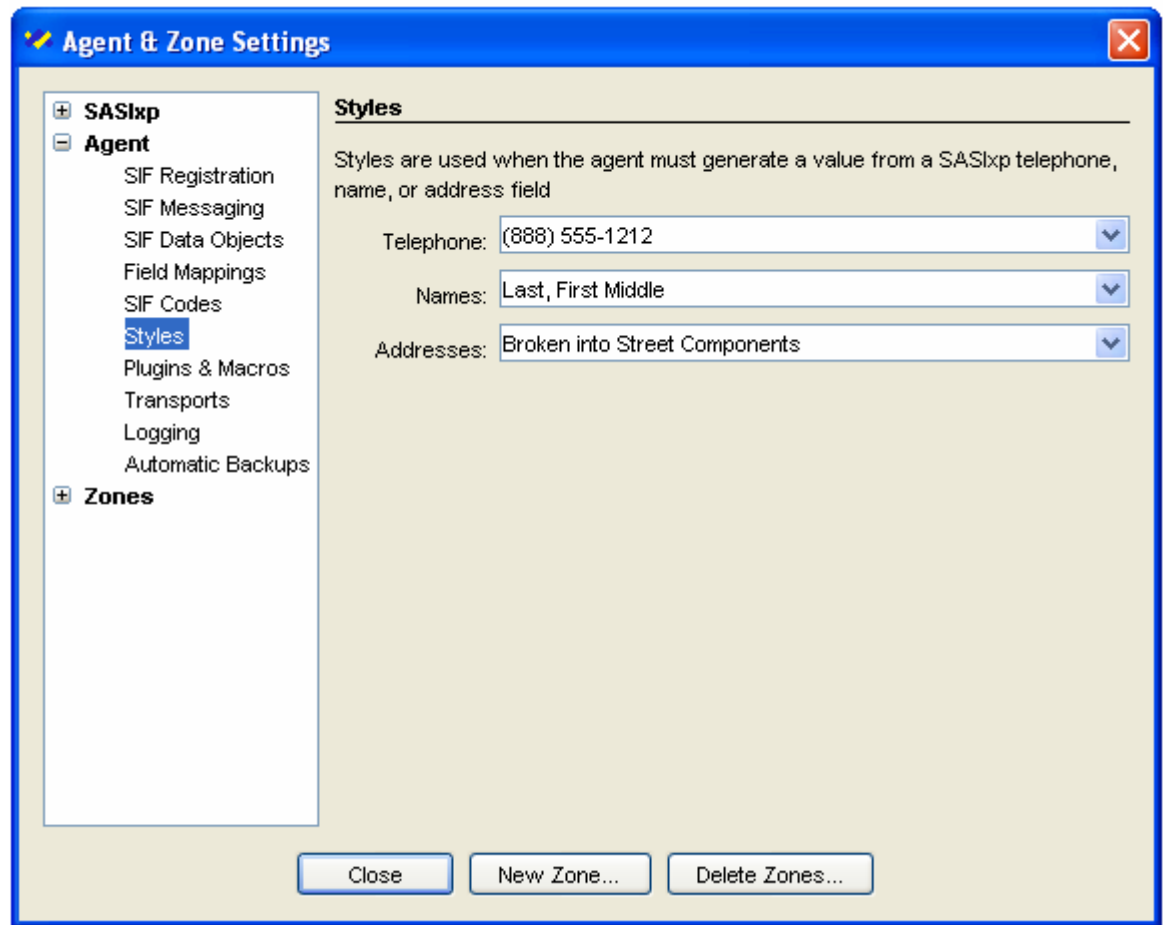 Agent & Zone Settings
SASIxp
Agent
SIF Registration
SIF Messaging
SIF Data Objects
Field Mappings
SIF Codes
Styles
Plugins & Macros
Transports
Logging
Automatic Backups
Zones
Styles
Styles are used when the agent must generate a value from a SASIxp telephone,
name, or address field
Telephone: (888) 555-1212
Names: Last, First Middle
Addresses: Broken into Street Components
Close New Zone... Delete Zones...